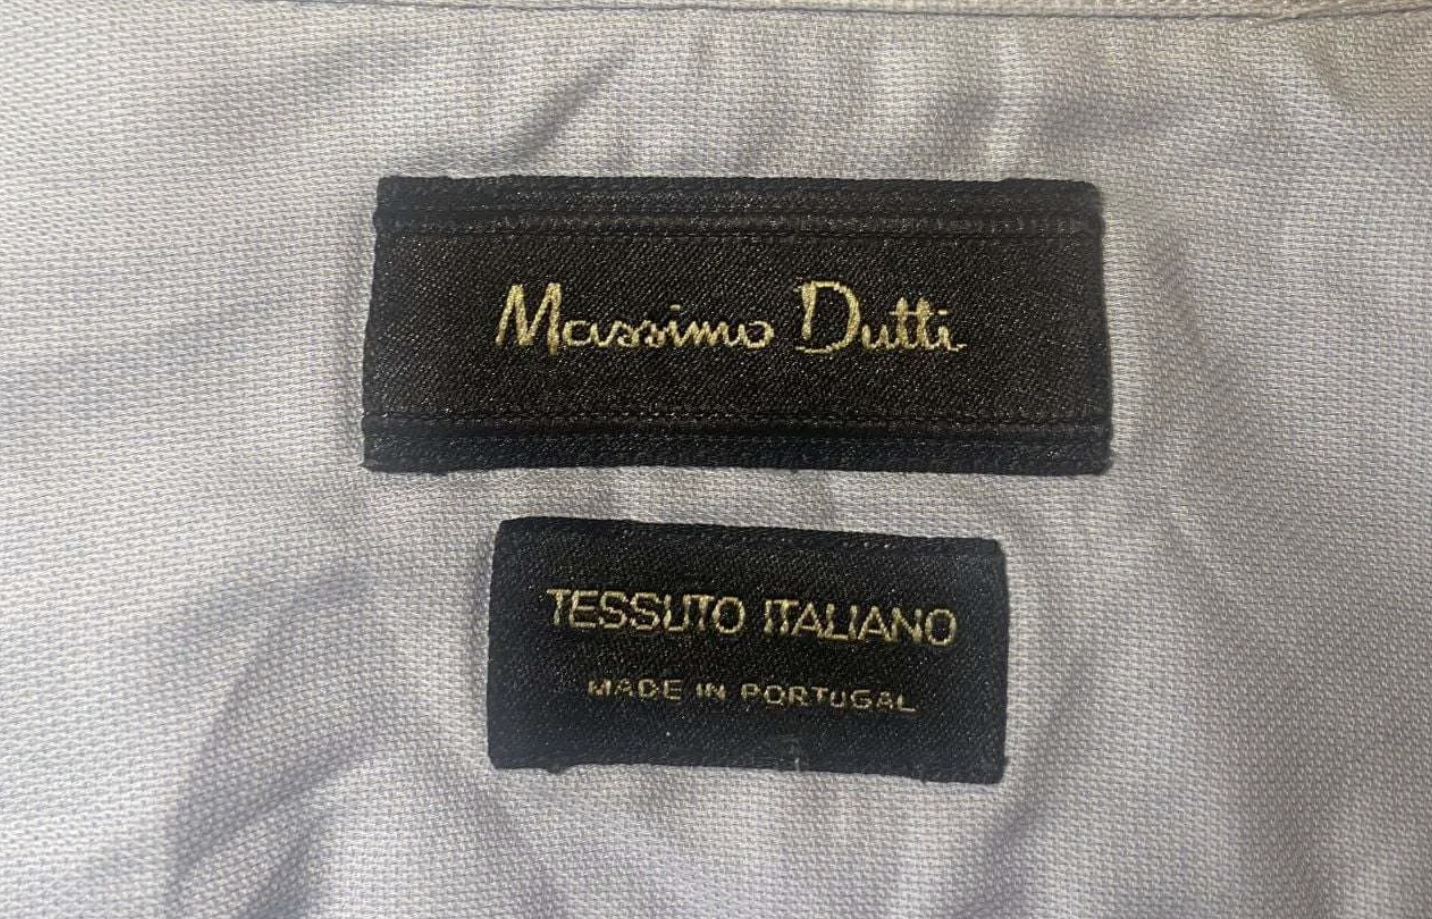 Massimo Dutti
TESSUTO ITALIANO
MADE IN PORTUGAL